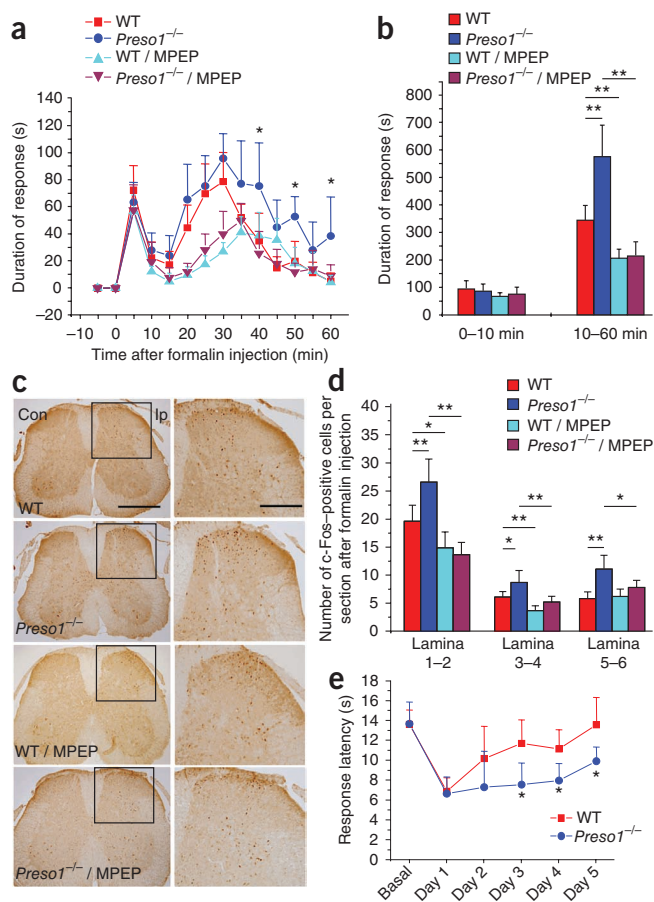 a
WT
Preso1–/–
WT / MPEP
Preso1–/– / MPEP
140
120
100
80
60
40
20
0
–20
Duration of response (s)
* * *
–10 0 10 20 30 40 50 60
Time after formalin injection (min)
b
WT
Preso1–/–
WT / MPEP
Preso1–/– / MPEP
800
700
600
500
400
300
200
100
0
Duration of response (s)
**
**
**
0–10 min 10–60 min
c
Con Ip
WT
Preso1–/–
WT / MPEP
Preso1–/– / MPEP
d
WT
Preso1–/–
WT / MPEP
Preso1–/– / MPEP
40
35
30
25
20
15
10
5
0
Number of c-Fos–positive cells per
section after formalin injection
**
*
**
**
**
*
*
**
Lamina Lamina Lamina
1–2 3–4 5–6
e
18
16
14
12
10
8
6
4
2
0
Response latency (s)
* * *
WT
Preso1–/–
Basal Day 1 Day 2 Day 3 Day 4 Day 5